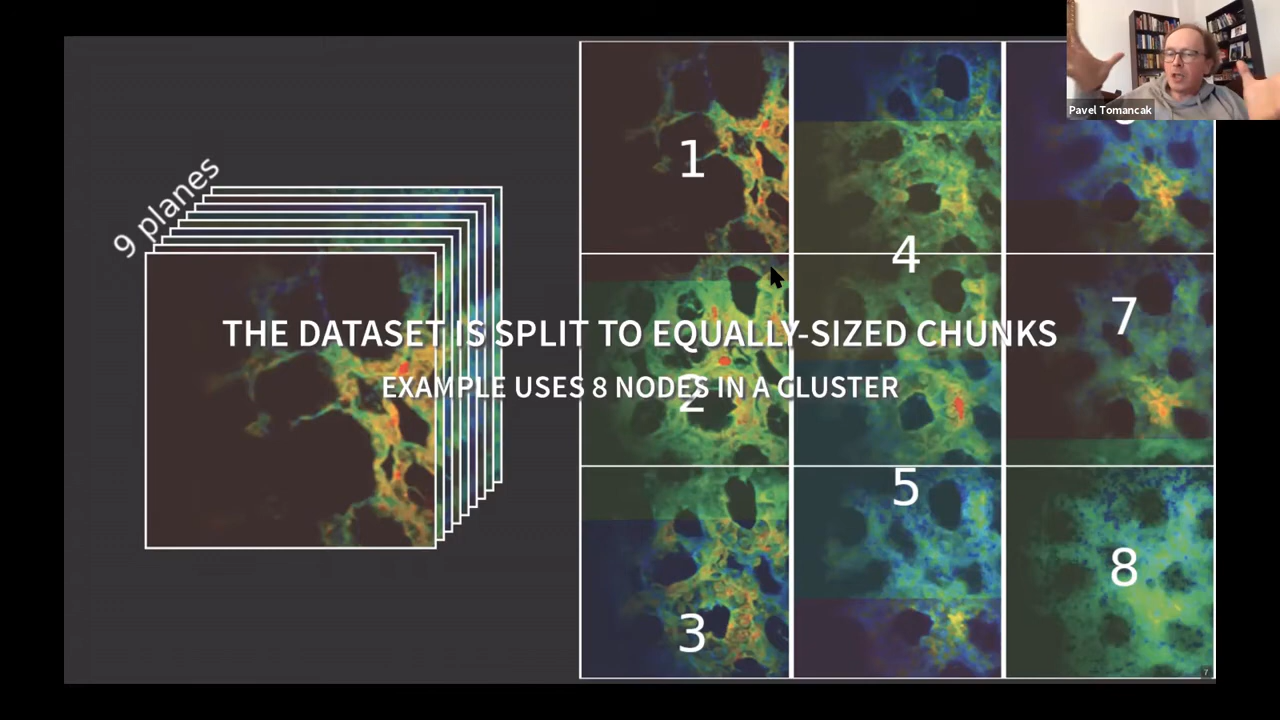 Pavel Tomancak
9 planes
1
4
7
THE DATASET IS SPLIT TO EQUALLY-SIZED CHUNKS
EXAMPLE USES 8 NODES IN A CLUSTER
2
5
8
3
7